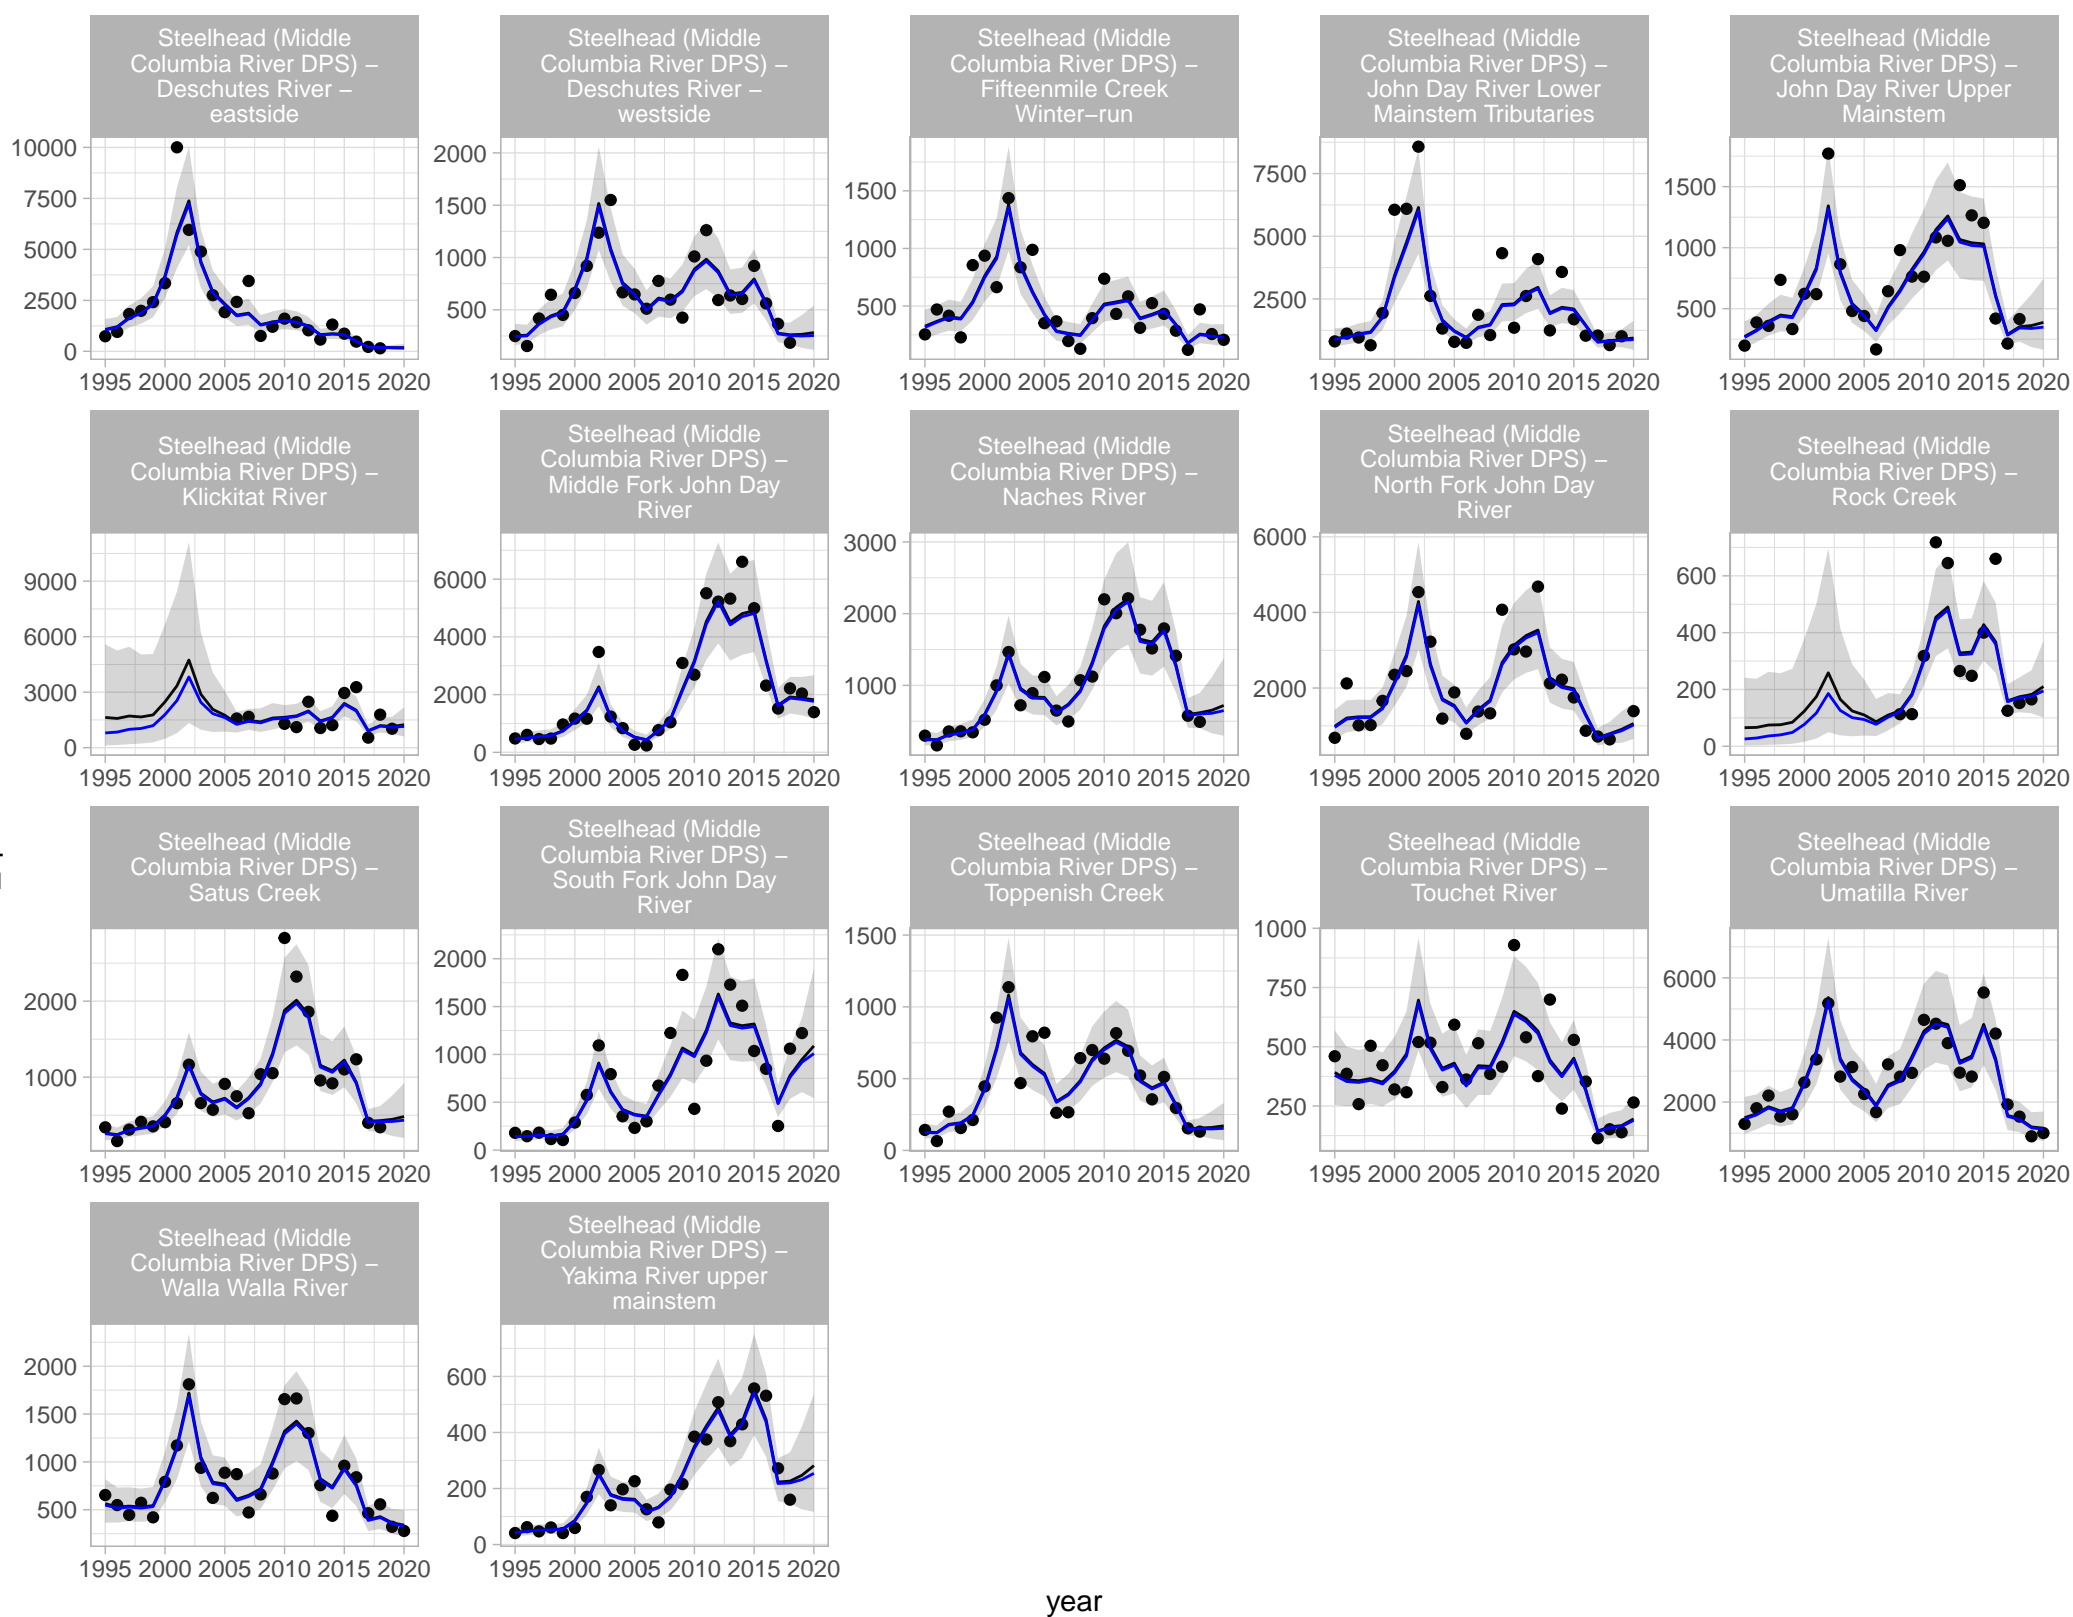 Steelhead (Middle
Columbia River DPS) –
Deschutes River –
eastside
Steelhead (Middle
Columbia River DPS) –
Deschutes River –
westside
Steelhead (Middle
Columbia River DPS) –
Fifteenmile Creek
Winter–run
Steelhead (Middle
Columbia River DPS) –
John Day River Lower
Mainstem Tributaries
Steelhead (Middle
Columbia River DPS) –
John Day River Upper
Mainstem
10000
7500
5000
2500
0
2000
1500
1000
500
1500
1000
500
7500
5000
2500
1500
1000
500
1995 2000 2005 2010 2015 2020
1995 2000 2005 2010 2015 2020
1995 2000 2005 2010 2015 2020
1995 2000 2005 2010 2015 2020
1995 2000 2005 2010 2015 2020
Steelhead (Middle
Columbia River DPS) –
Klickitat River
Steelhead (Middle
Columbia River DPS) –
Middle Fork John Day
River
Steelhead (Middle
Columbia River DPS) –
Naches River
Steelhead (Middle
Columbia River DPS) –
North Fork John Day
River
Steelhead (Middle
Columbia River DPS) –
Rock Creek
9000
6000
3000
0
6000
4000
2000
0
3000
2000
1000
6000
4000
2000
600
400
200
0
1995 2000 2005 2010 2015 2020
1995 2000 2005 2010 2015 2020
1995 2000 2005 2010 2015 2020
1995 2000 2005 2010 2015 2020
1995 2000 2005 2010 2015 2020
Steelhead (Middle
Columbia River DPS) –
Satus Creek
Steelhead (Middle
Columbia River DPS) –
South Fork John Day
River
Steelhead (Middle
Columbia River DPS) –
Toppenish Creek
Steelhead (Middle
Columbia River DPS) –
Touchet River
Steelhead (Middle
Columbia River DPS) –
Umatilla River
2000
1000
2000
1500
1000
500
0
1500
1000
500
0
1000
750
500
250
6000
4000
2000
1995 2000 2005 2010 2015 2020
1995 2000 2005 2010 2015 2020
1995 2000 2005 2010 2015 2020
1995 2000 2005 2010 2015 2020
1995 2000 2005 2010 2015 2020
Steelhead (Middle
Columbia River DPS) –
Walla Walla River
Steelhead (Middle
Columbia River DPS) –
Yakima River upper
mainstem
2000
1500
1000
500
600
400
200
0
1995 2000 2005 2010 2015 2020
1995 2000 2005 2010 2015 2020
year